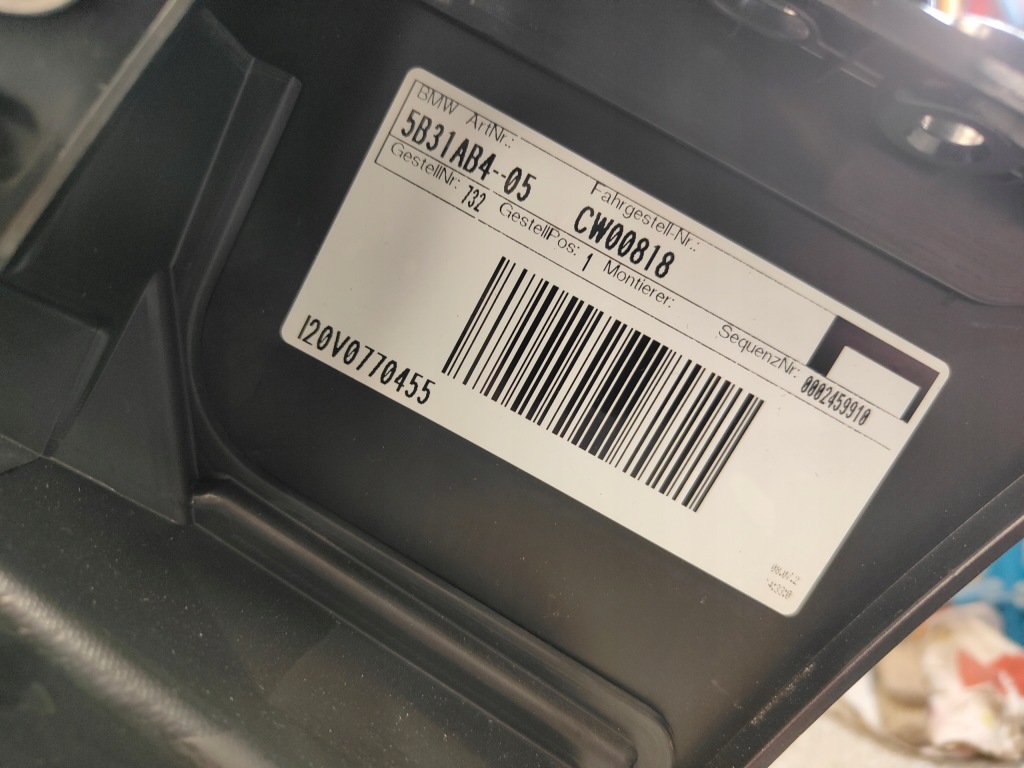 BMW ArtNr.: Fahrgestell-Nr.:
5B31AB4-05 CW00818
GestellNr: 732 GestellPos: 1 Montierer: SequenzNr: 0002459910
I20V0770455